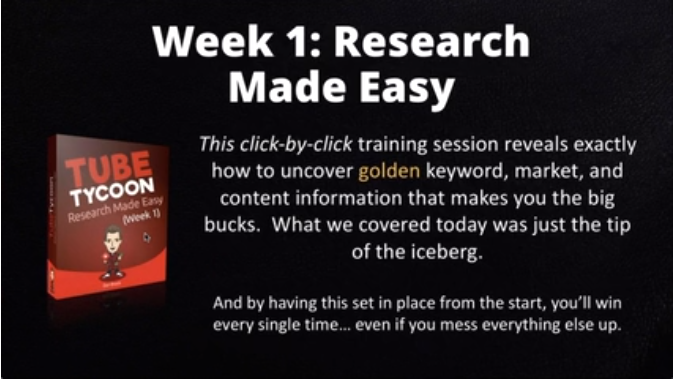 Week 1: Research
Made Easy
This click-by-click training session reveals exactly
how to uncover golden keyword, market, and
content information that makes you the big
bucks.  What we covered today was just the tip
of the iceberg.
And by having this set in place from the start, you'll win
every single time... even if you mess everything else up.
TUBE
TYCOON
Research Made Easy
(Week 1)